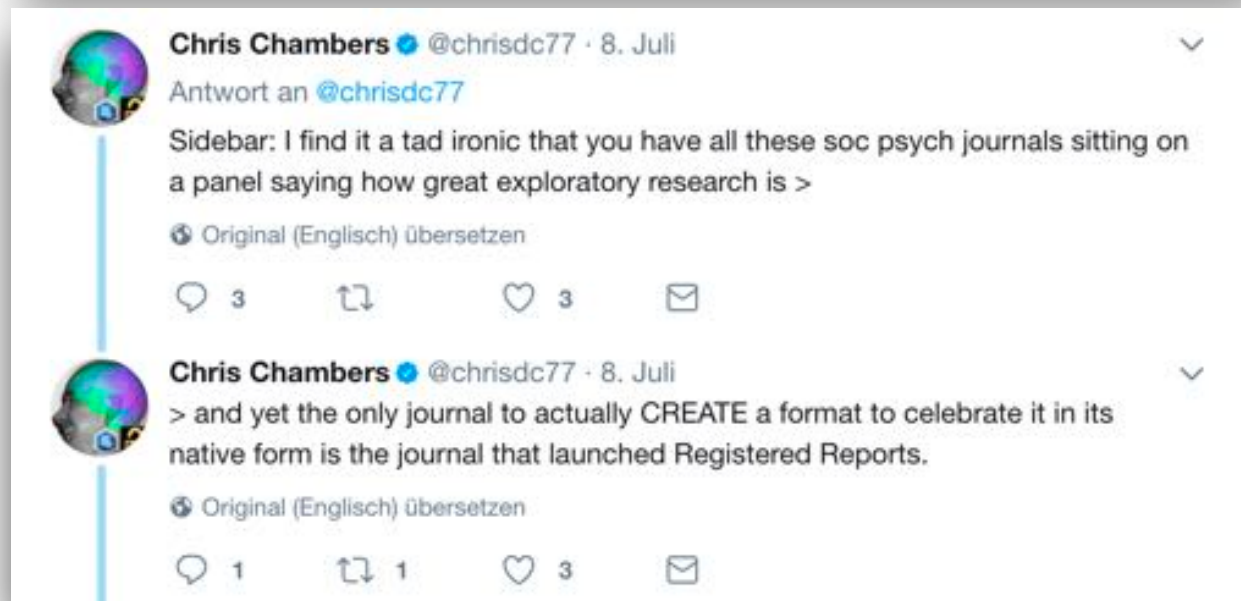 Chris Chambers @chrisdc77 · 8. Juli
Antwort an @chrisdc77
Sidebar: I find it a tad ironic that you have all these soc psych journals sitting on
a panel saying how great exploratory research is >
Original (Englisch) übersetzen
3 3
Chris Chambers @chrisdc77 · 8. Juli
> and yet the only journal to actually CREATE a format to celebrate it in its
native form is the journal that launched Registered Reports.
Original (Englisch) übersetzen
1 1 3